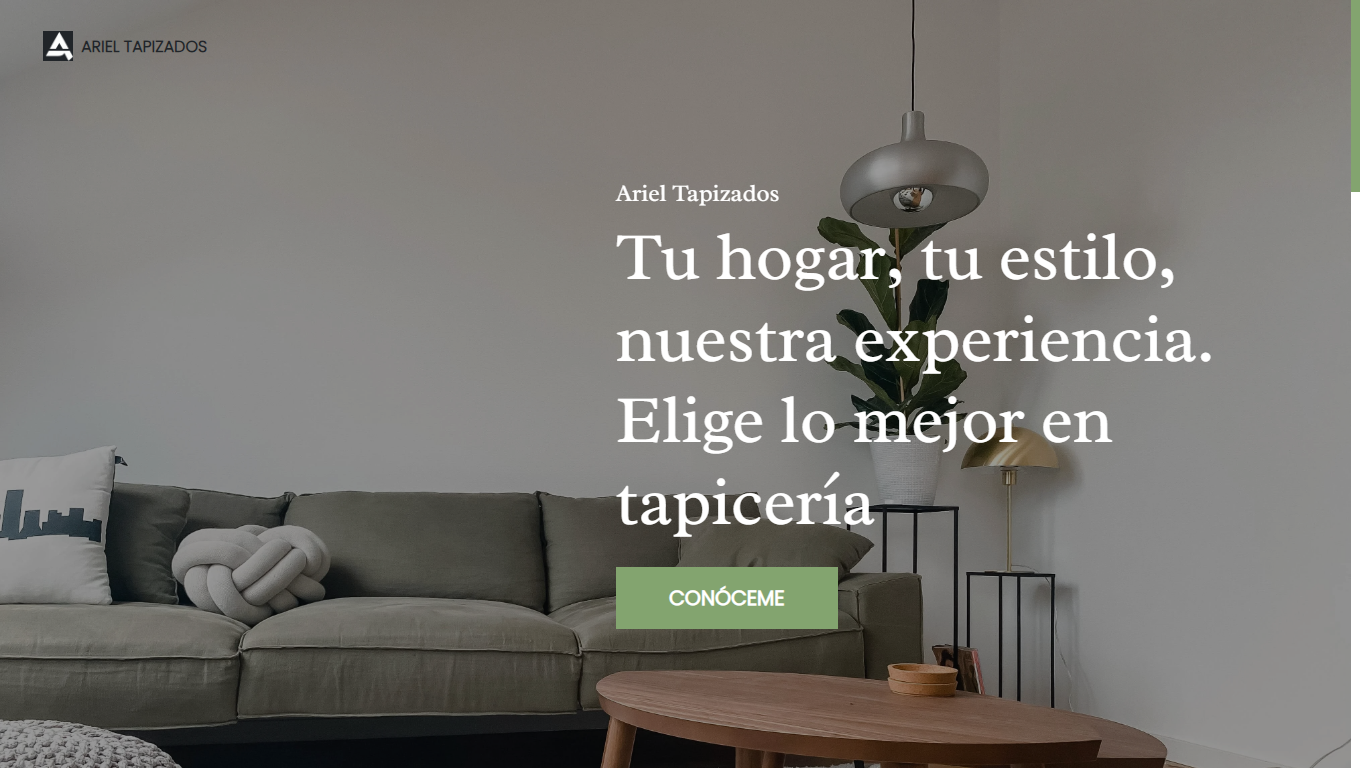 ARIEL TAPIZADOS
Ariel Tapizados
Tu hogar, tu estilo,
nuestra experiencia.
Elige lo mejor en
tapicería
CONÓCEME